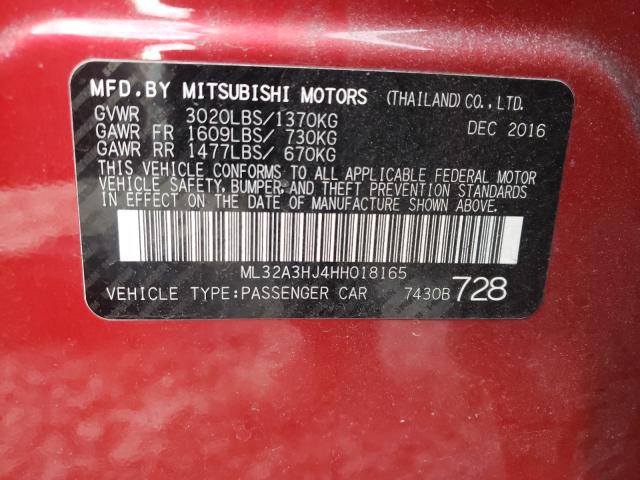 MFD. BY MITSUBISHI MOTORS (THAILAND) CO., LTD.
GVWR 3020LBS/1370KG DEC 2016
GAWR FR 1609LBS/ 730KG
GAWR RR 1477LBS/ 670KG
THIS VEHICLE CONFORMS TO ALL APPLICABLE FEDERAL MOTOR
VEHICLE SAFETY, BUMPER, AND THEFT PREVENTION STANDARDS
IN EFFECT ON THE DATE OF MANUFACTURE SHOWN ABOVE.
ML32A3HJ4HH018165
VEHICLE TYPE:PASSENGER CAR 7430B 728